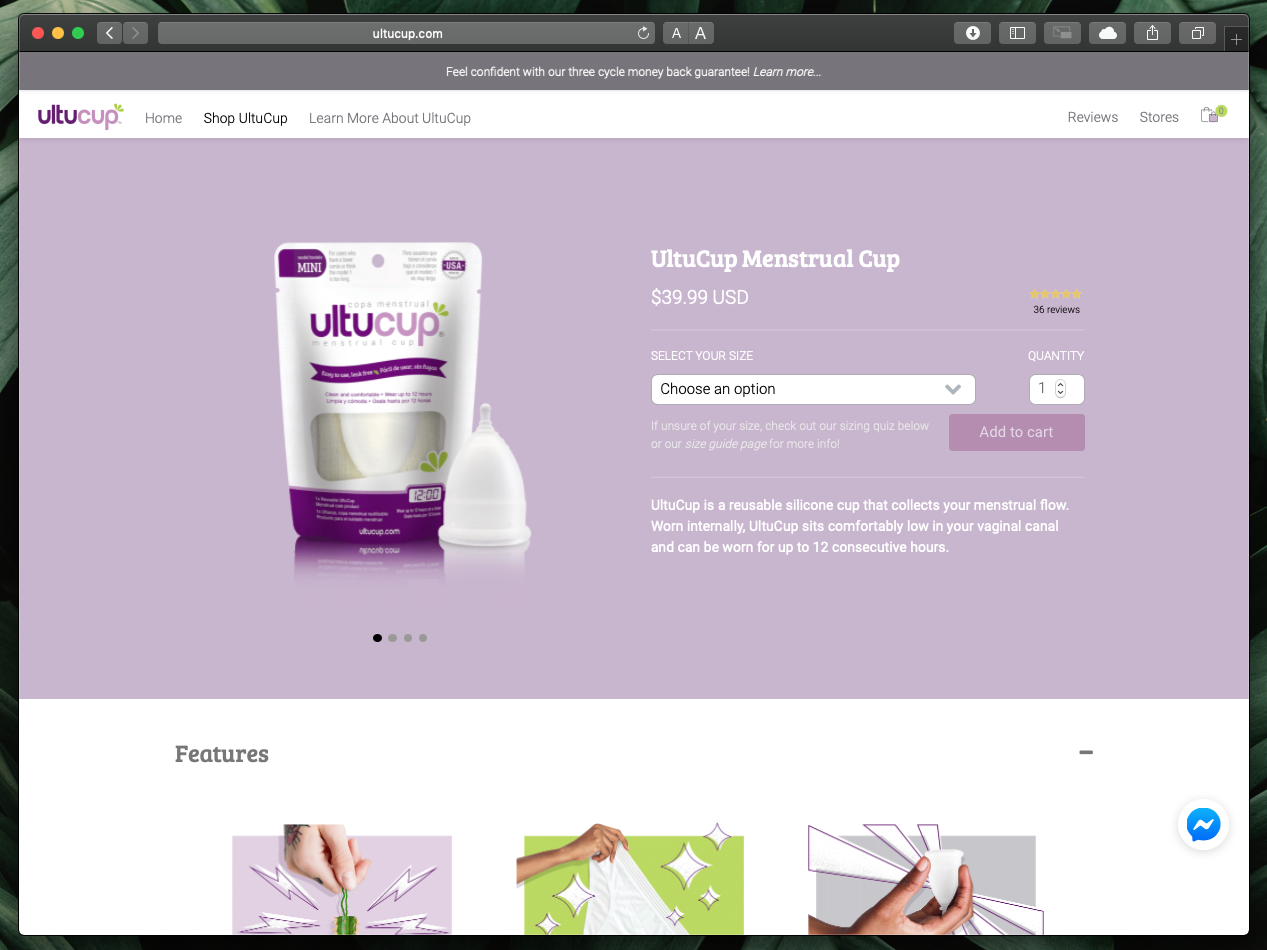 ultucup.com
A A
Feel confident with our three cycle money back guarantee! Learn more...
ultucup
Home
Shop UltuCup
Learn More About UltuCup
Reviews
Stores
0
MINI
USA
copa menstrual
ultucup
menstrual cup
Easy to use, leak free Fácil de usar, sin flujos
Clean and comfortable • Wear up to 12 hours
Limpia y cómoda • Úsala hasta por 12 horas
12:00
ultucup.com
UltuCup Menstrual Cup
$39.99 USD
36 reviews
SELECT YOUR SIZE
QUANTITY
Choose an option
1
If unsure of your size, check out our sizing quiz below
or our size guide page for more info!
Add to cart
UltuCup is a reusable silicone cup that collects your menstrual flow.
Worn internally, UltuCup sits comfortably low in your vaginal canal
and can be worn for up to 12 consecutive hours.
Features